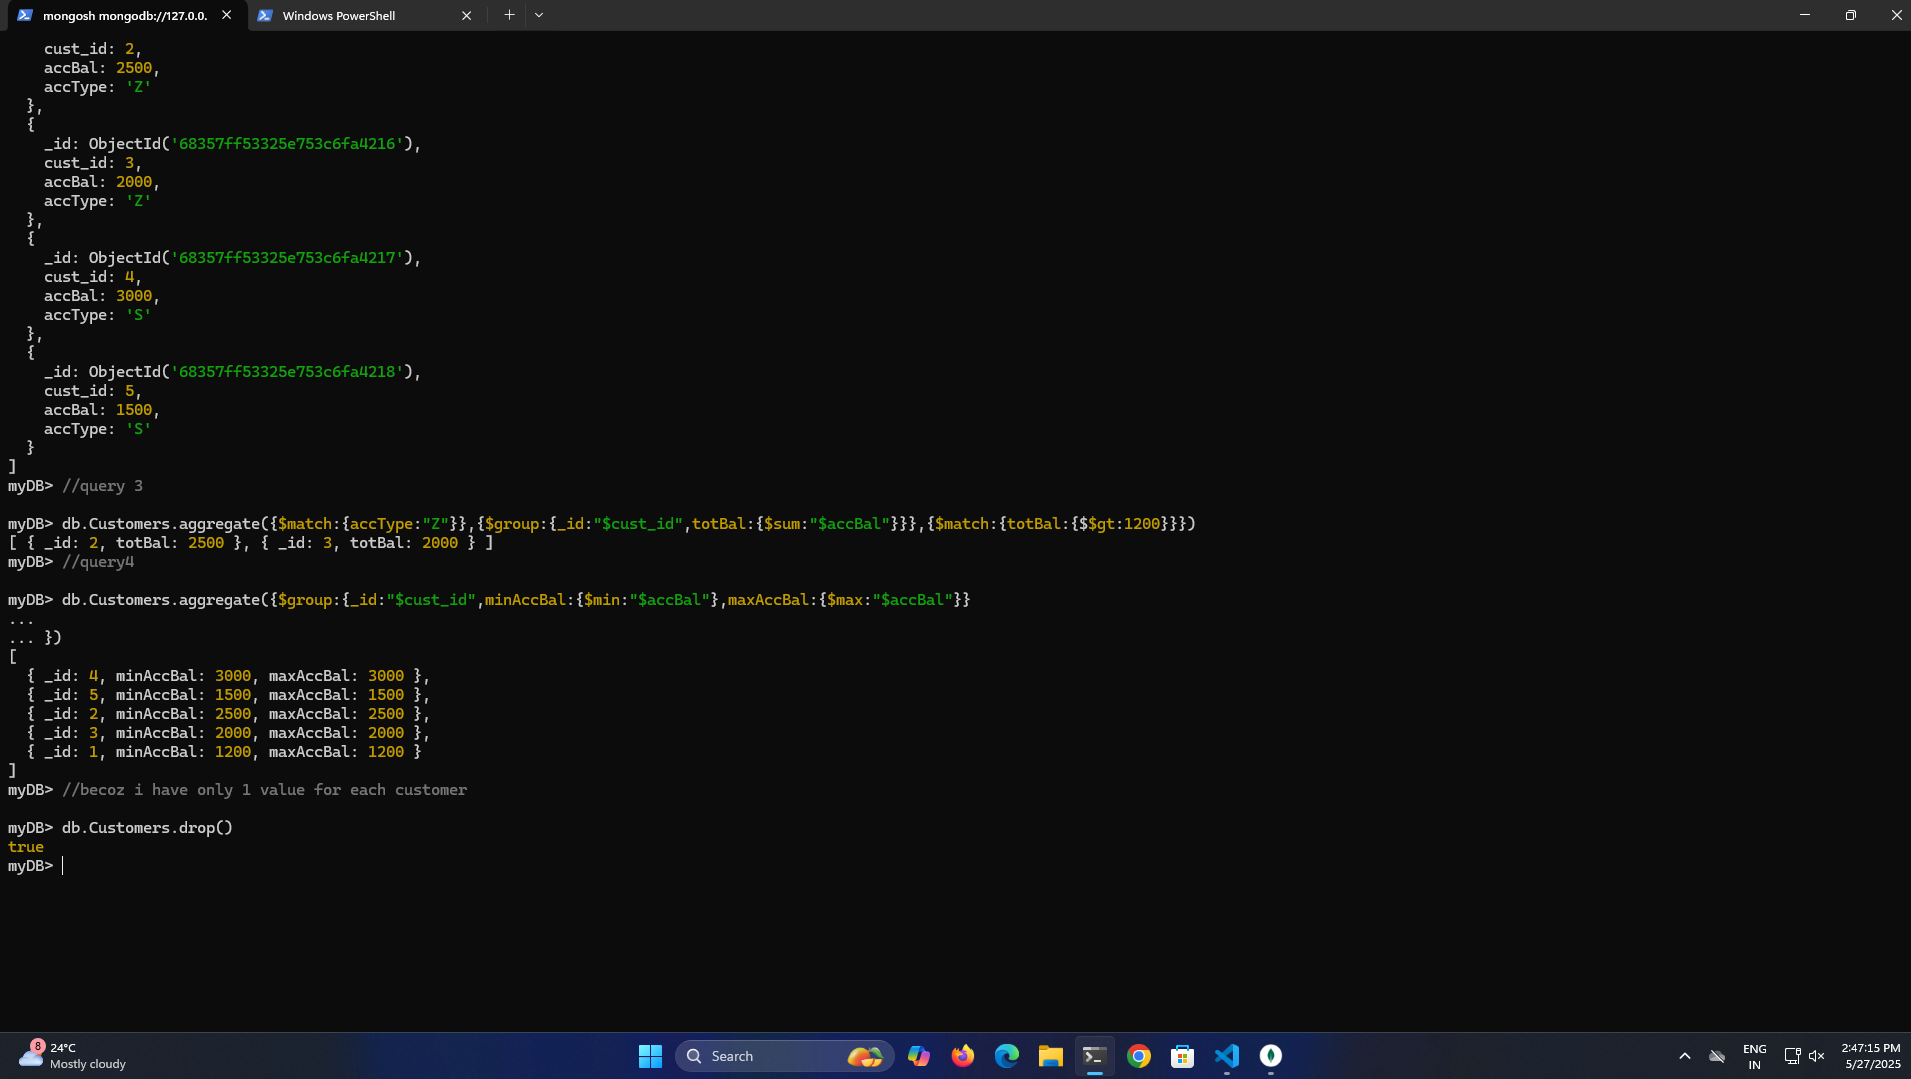 mongosh mongodb://127.0.0.
Windows PowerShell
cust_id: 2,
accBal: 2500,
accType: 'Z'
},
{
_id: ObjectId('68357ff53325e753c6fa4216'),
cust_id: 3,
accBal: 2000,
accType: 'Z'
},
{
_id: ObjectId('68357ff53325e753c6fa4217'),
cust_id: 4,
accBal: 3000,
accType: 'S'
},
{
_id: ObjectId('68357ff53325e753c6fa4218'),
cust_id: 5,
accBal: 1500,
accType: 'S'
}
]
myDB> //query 3
myDB> db.Customers.aggregate({$match:{accType:"Z"}},{$group:{_id:"$cust_id",totBal:{$sum:"$accBal"}}},{$match:{totBal:{$$gt:1200}}})
[ { _id: 2, totBal: 2500 }, { _id: 3, totBal: 2000 } ]
myDB> //query4
myDB> db.Customers.aggregate({$group:{_id:"$cust_id",minAccBal:{$min:"$accBal"},maxAccBal:{$max:"$accBal"}}
...
... })
[
{ _id: 4, minAccBal: 3000, maxAccBal: 3000 },
{ _id: 5, minAccBal: 1500, maxAccBal: 1500 },
{ _id: 2, minAccBal: 2500, maxAccBal: 2500 },
{ _id: 3, minAccBal: 2000, maxAccBal: 2000 },
{ _id: 1, minAccBal: 1200, maxAccBal: 1200 }
]
myDB> //becoz i have only 1 value for each customer
myDB> db.Customers.drop()
true
myDB>
8
24°C
Mostly cloudy
Search
ENG
IN
2:47:15 PM
5/27/2025